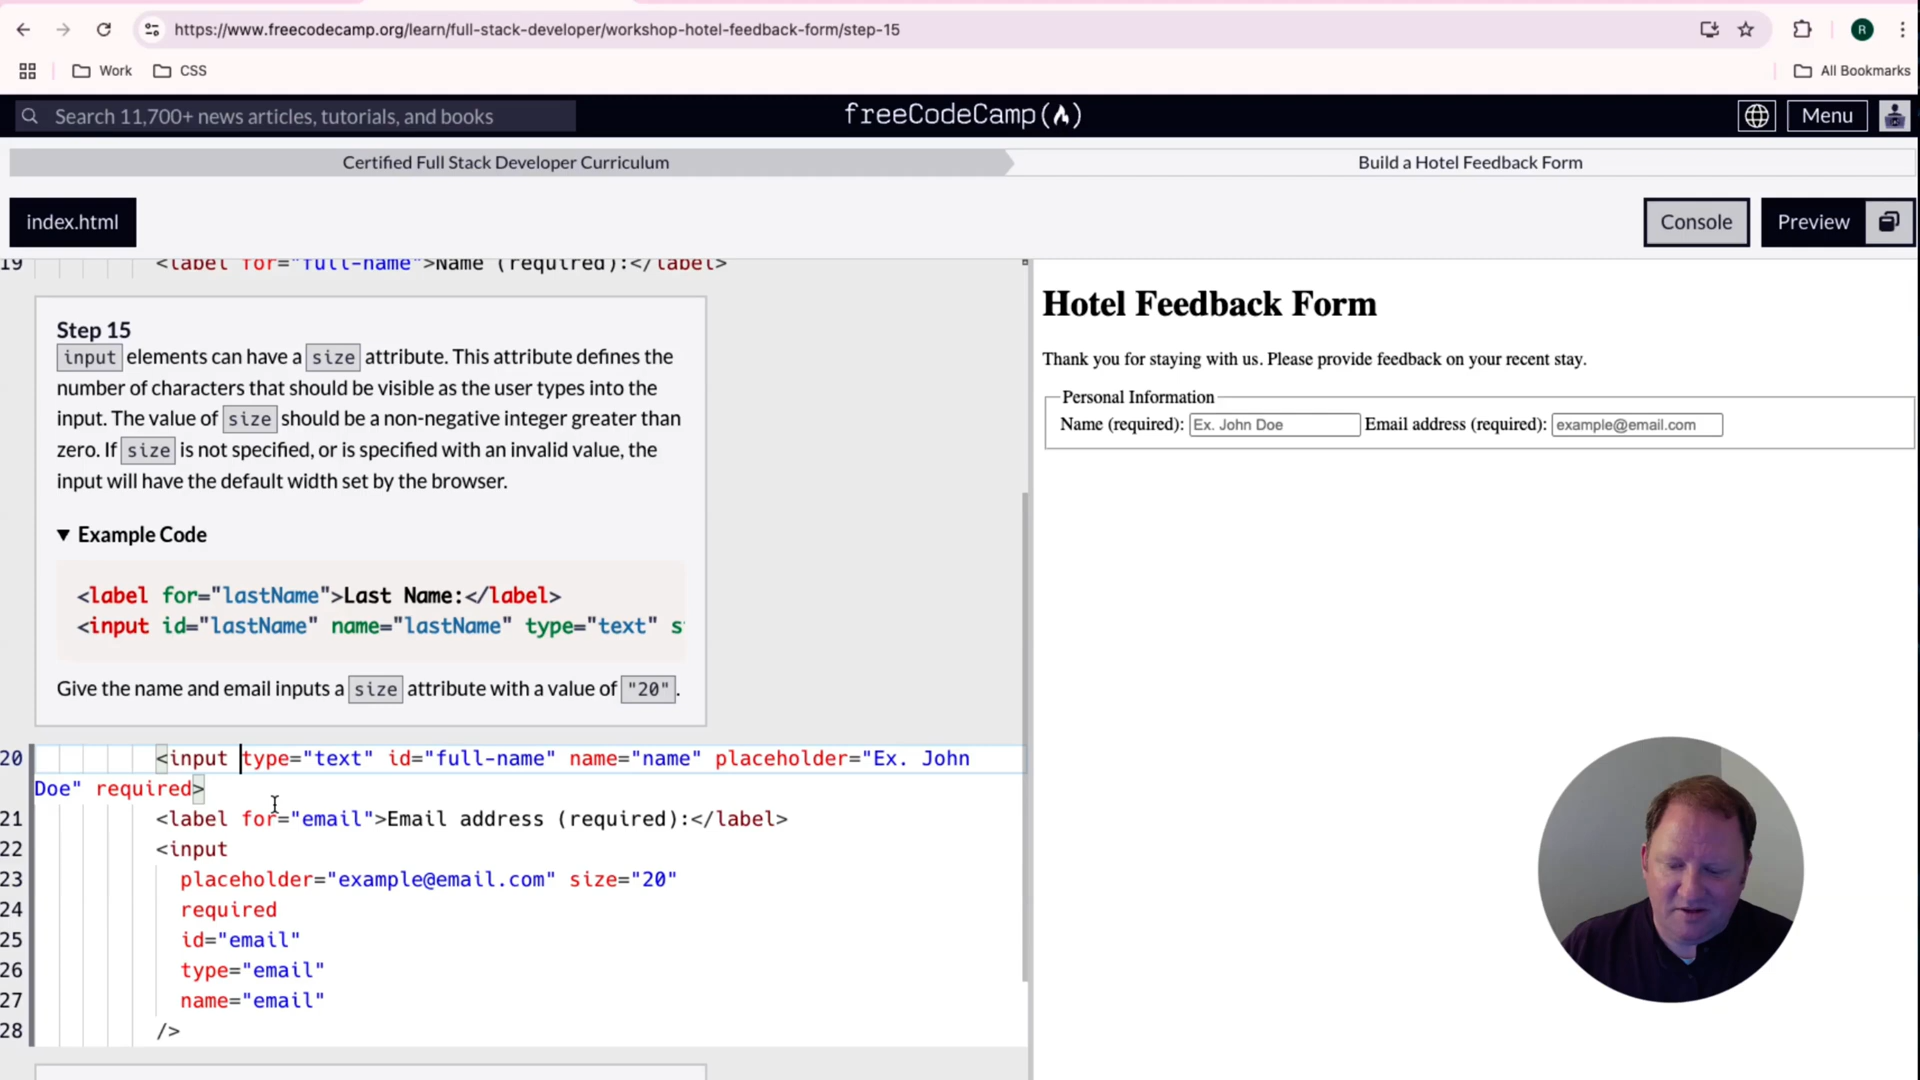 https://www.freecodecamp.org/learn/full-stack-developer/workshop-hotel-feedback-form/step-15
R
Work
CSS
All Bookmarks
Search 11,700+ news articles, tutorials, and books
freeCodeCamp
Menu
Certified Full Stack Developer Curriculum
Build a Hotel Feedback Form
index.html
Console
Preview
19 <label for="full-name">Name (required):</label>
Step 15
input elements can have a size attribute. This attribute defines the
number of characters that should be visible as the user types into the
input. The value of size should be a non-negative integer greater than
zero. If size is not specified, or is specified with an invalid value, the
input will have the default width set by the browser.
Example Code
<label for="lastName">Last Name:</label>
<input id="lastName" name="lastName" type="text" s
Give the name and email inputs a size attribute with a value of "20".
20 <input type="text" id="full-name" name="name" placeholder="Ex. John
Doe" required>
21 <label for="email">Email address (required):</label>
22 <input
23 placeholder="example@email.com" size="20"
24 required
25 id="email"
26 type="email"
27 name="email"
28 />
Hotel Feedback Form
Thank you for staying with us. Please provide feedback on your recent stay.
Personal Information
Name (required): Ex. John Doe Email address (required): example@email.com